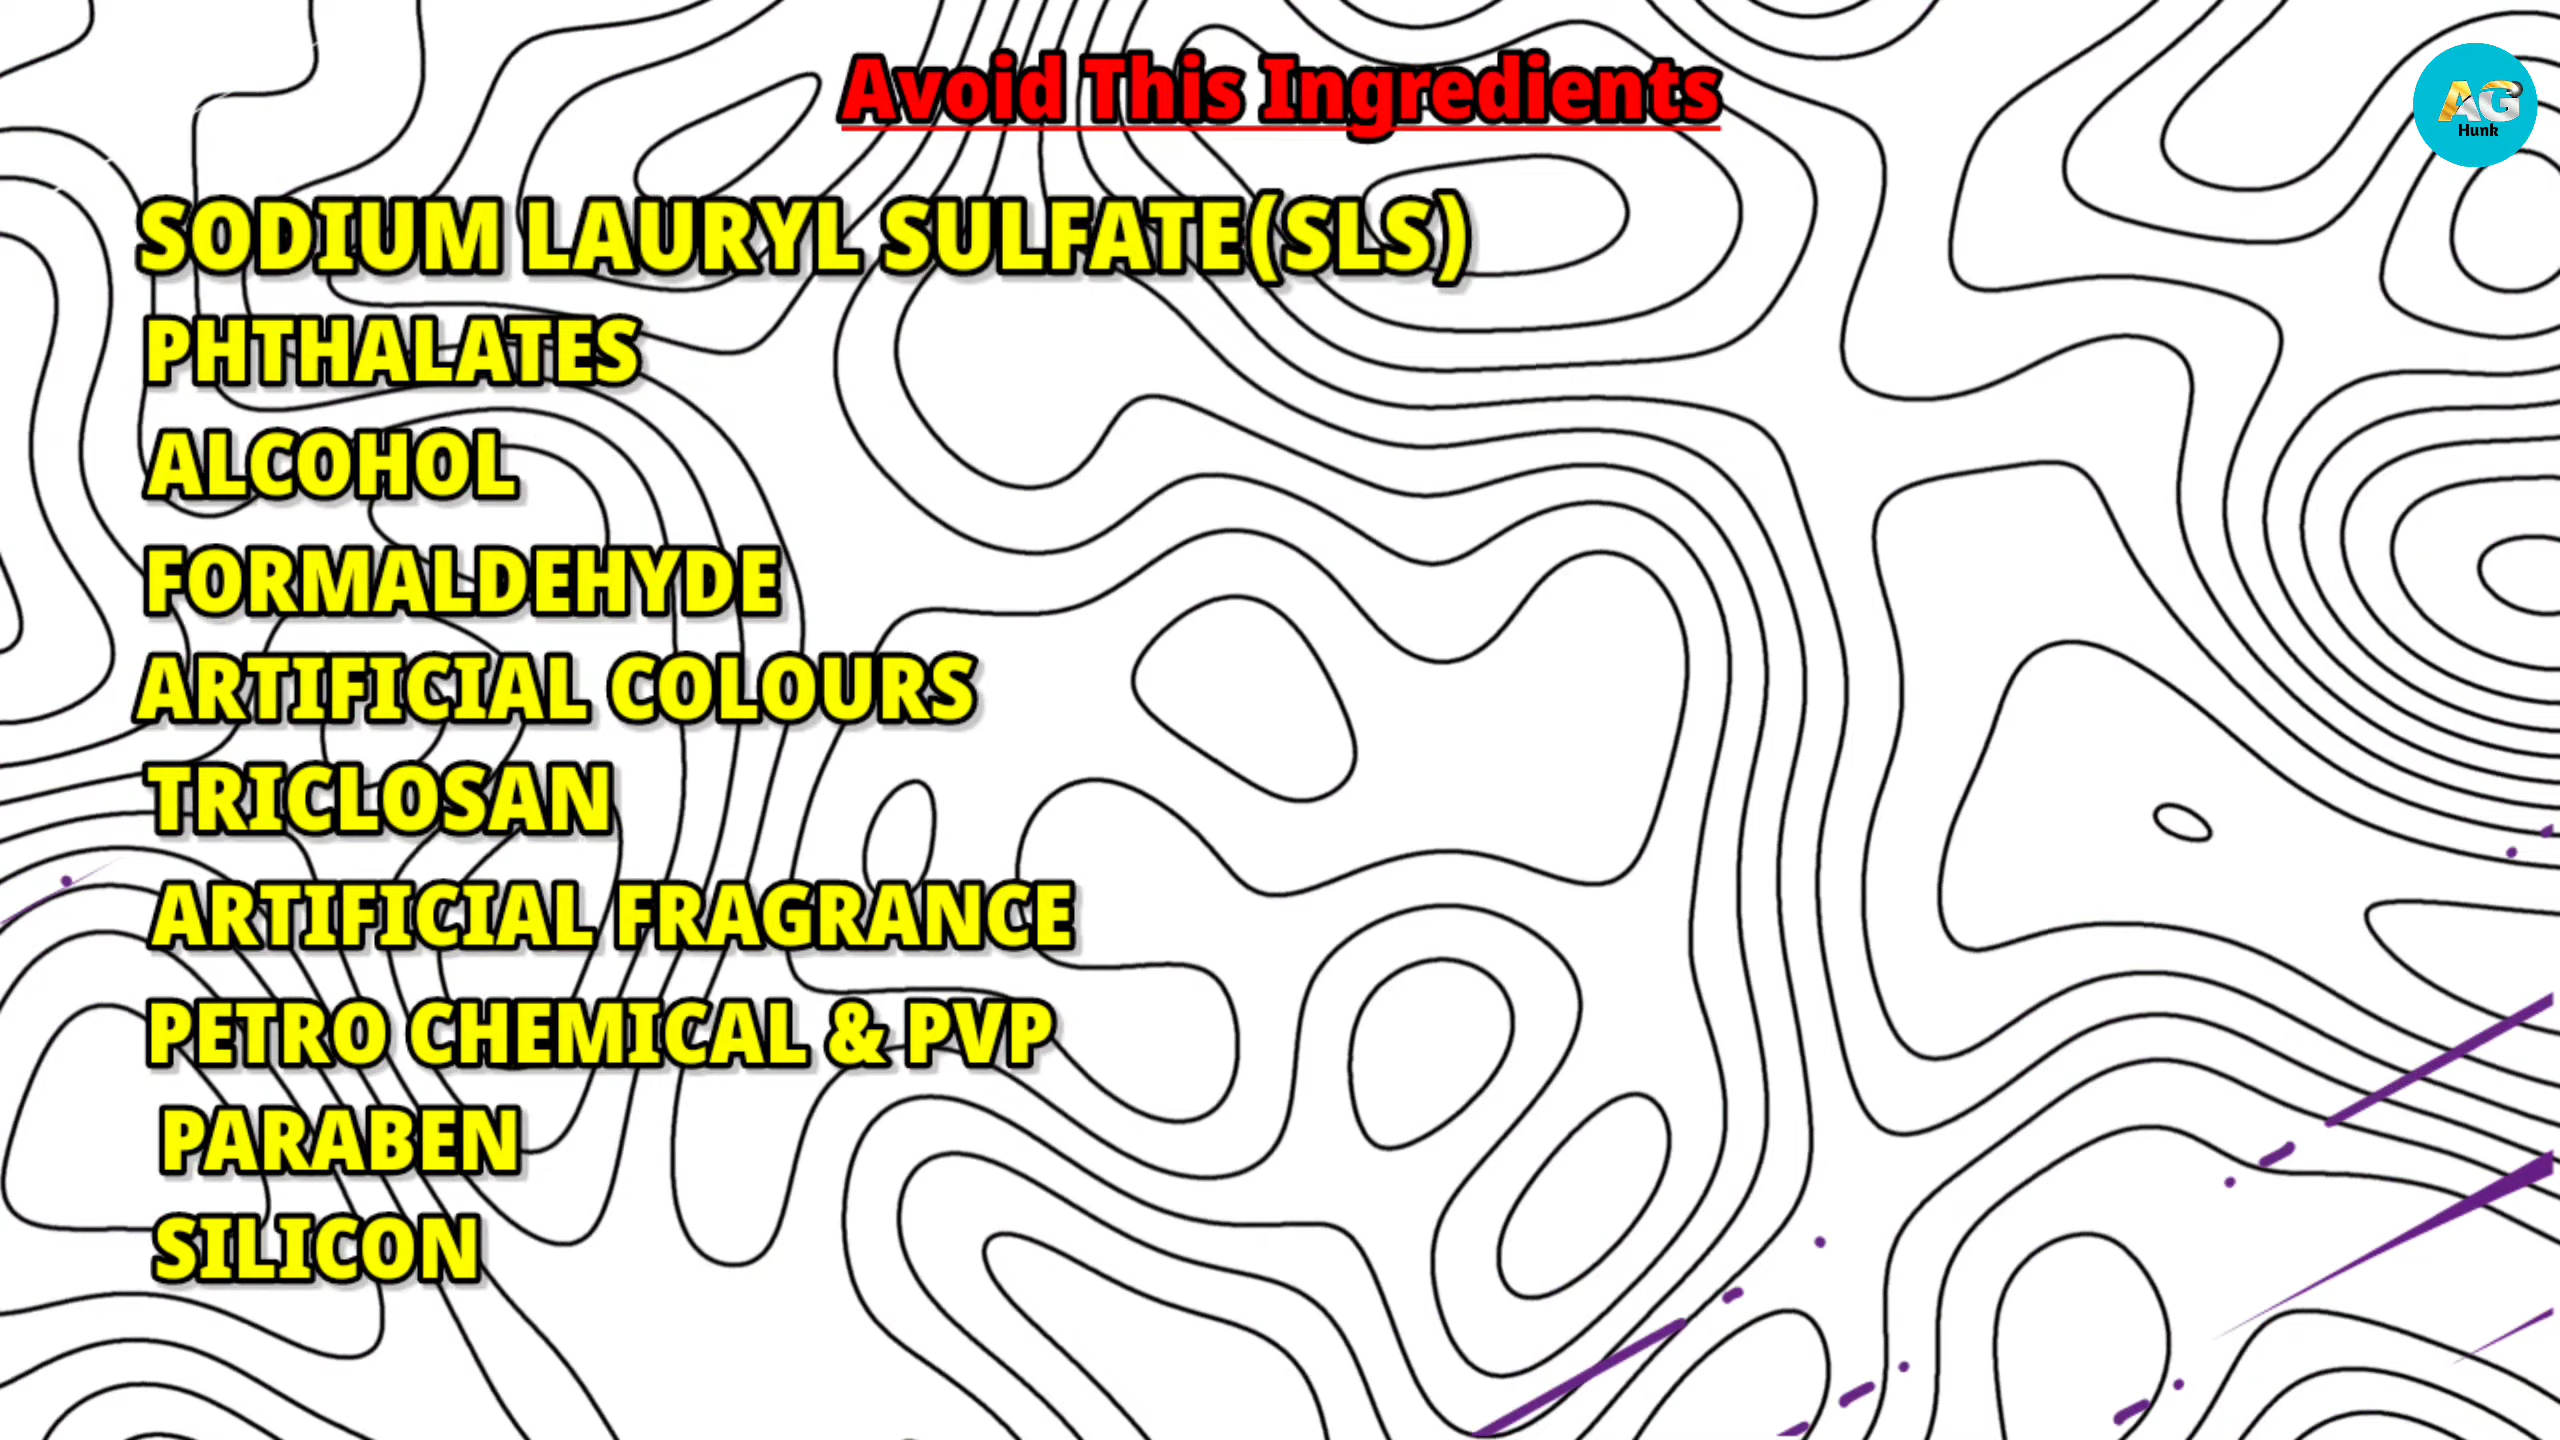 Avoid This Ingredients
AG
Hunk
SODIUM LAURYL SULFATE(SLS)
PHTHALATES
ALCOHOL
FORMALDEHYDE
ARTIFICIAL COLOURS
TRICLOSAN
ARTIFICIAL FRAGRANCE
PETRO CHEMICAL & PVP
PARABEN
SILICON